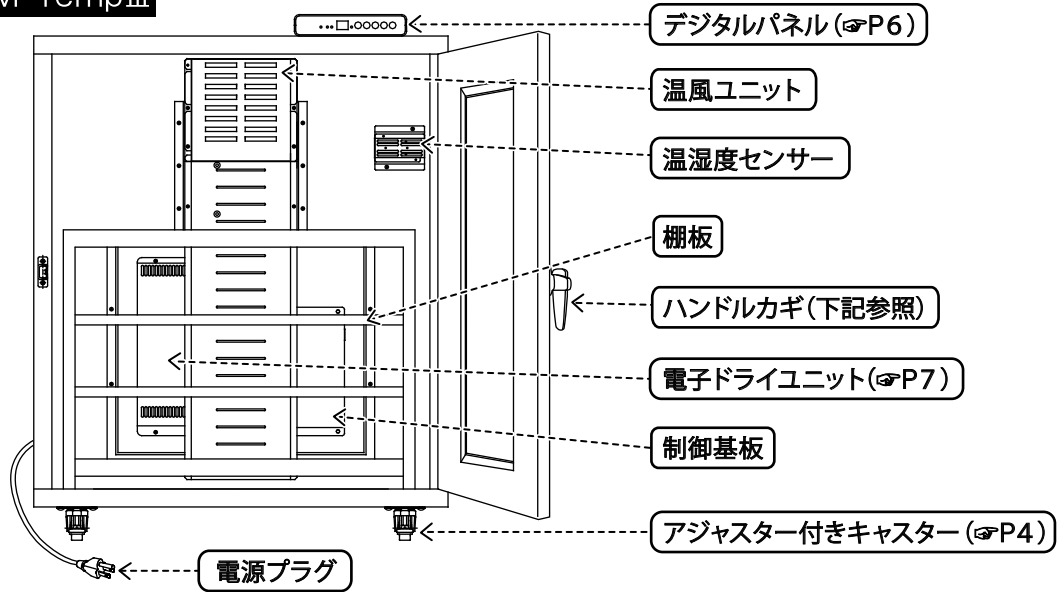 Tempⅲ
デジタルパネル(☞P6)
温風ユニット
温湿度センサー
棚板
ハンドルカギ(下記参照)
電子ドライユニット(☞P7)
制御基板
アジャスター付きキャスター(☞P4)
電源プラグ